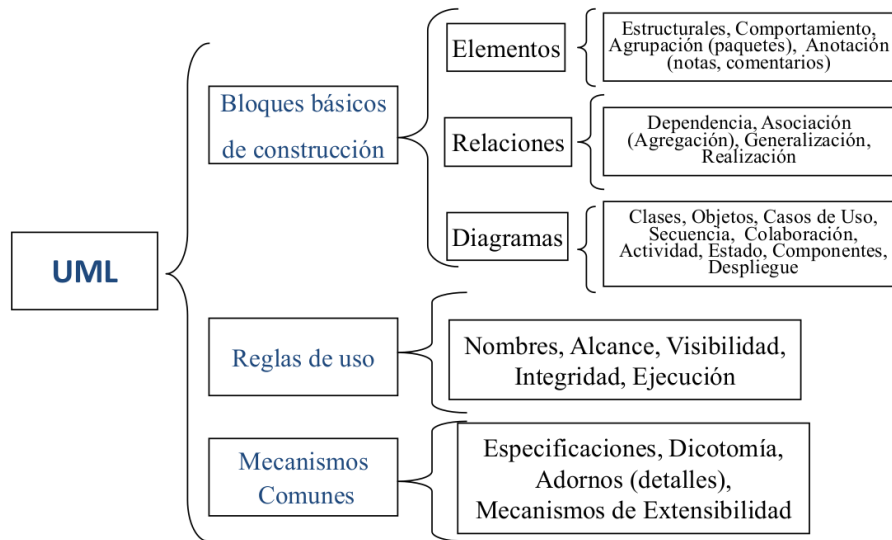 UML
Bloques básicos
de construcción
Elementos
Estructurales, Comportamiento,
Agrupación (paquetes), Anotación
(notas, comentarios)
Relaciones
Dependencia, Asociación
(Agregación), Generalización,
Realización
Diagramas
Clases, Objetos, Casos de Uso,
Secuencia, Colaboración,
Actividad, Estado, Componentes,
Despliegue
Reglas de uso
Nombres, Alcance, Visibilidad,
Integridad, Ejecución
Mecanismos
Comunes
Especificaciones, Dicotomía,
Adornos (detalles),
Mecanismos de Extensibilidad